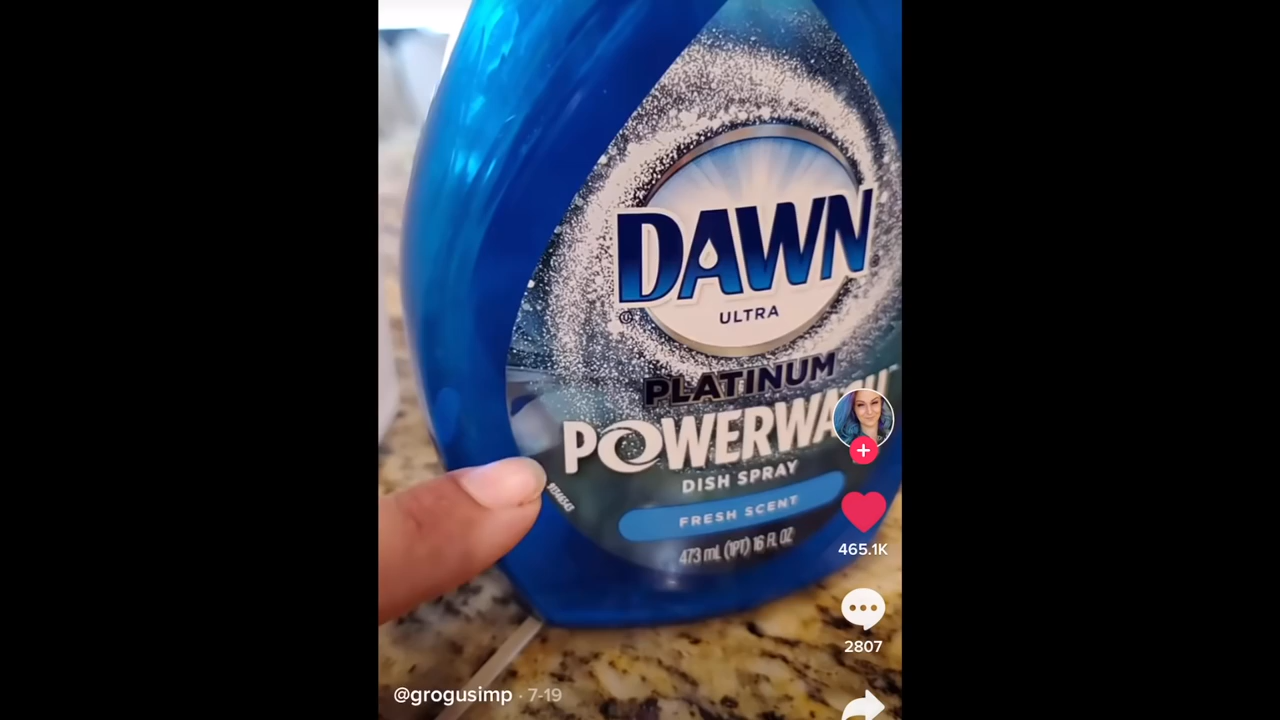 DAWN
ULTRA
PLATINUM
DISH SPRAY
FRESH SCENT
473 mL (1PT) 16 FL OZ
465.1K
2807
@grogusimp · 7-19